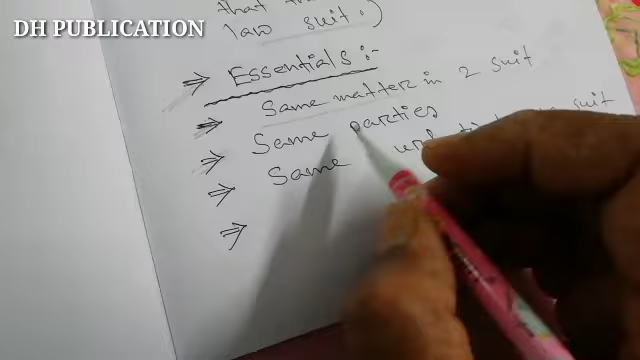 DH PUBLICATION
that
law suit.)
⇒ Essentials :-
⇒ Same matter in 2 suit
⇒ Same parties
⇒ Same suit
⇒